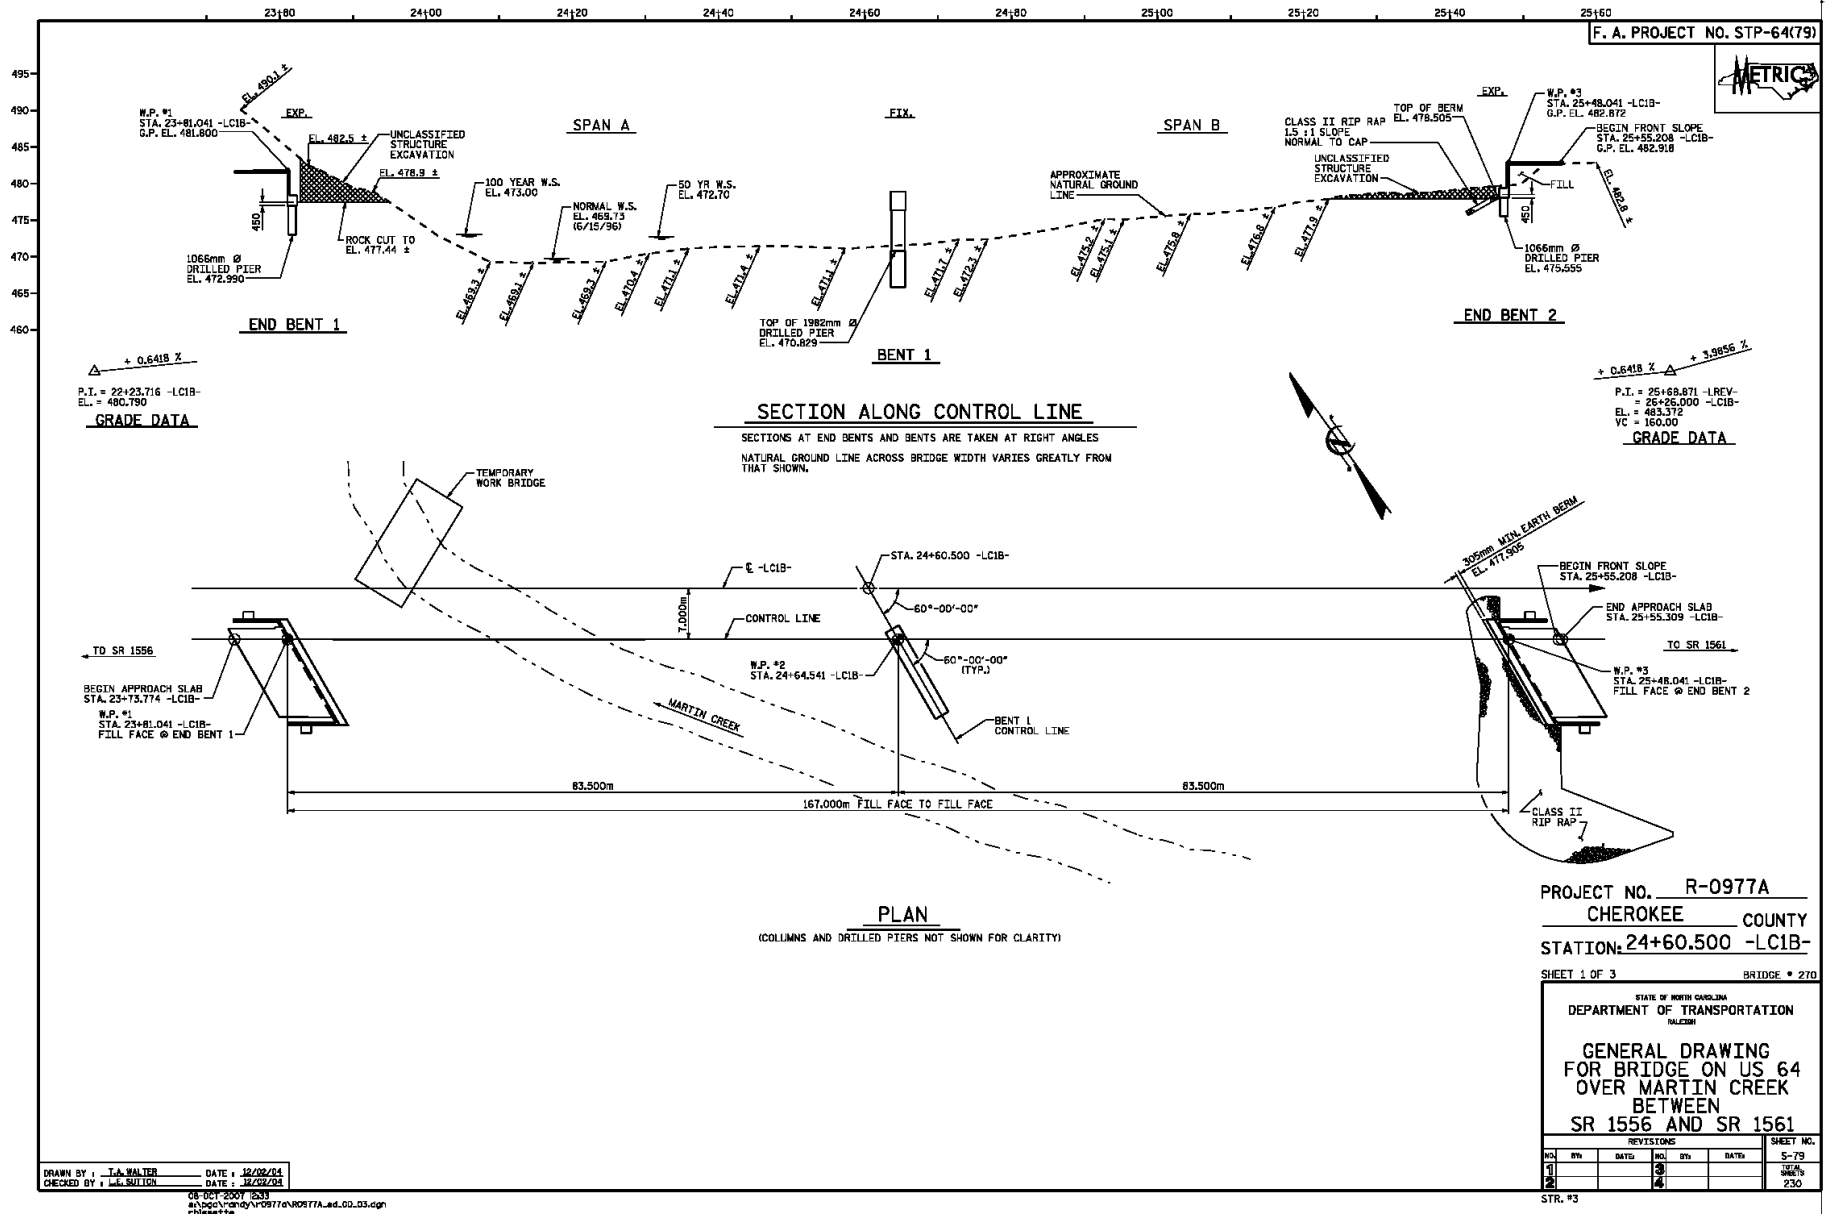 23+80 24+00 24+20 24+40 24+60 24+80 25+00 25+20 25+40 25+60
F. A. PROJECT NO. STP-64(79)
METRIC
495
490
485
480
475
470
465
460
EL. 490.1 ±
W.P. #1
STA. 23+81.041 -LC1B-
G.P. EL. 481.800
EXP.
EL. 482.5 ±
UNCLASSIFIED
STRUCTURE
EXCAVATION
EL. 478.9 ±
SPAN A
FIX.
SPAN B
100 YEAR W.S.
EL. 473.00
NORMAL W.S.
EL. 469.73
(6/15/96)
50 YR W.S.
EL. 472.70
APPROXIMATE
NATURAL GROUND
LINE
CLASS II RIP RAP
1.5 :1 SLOPE
NORMAL TO CAP
UNCLASSIFIED
STRUCTURE
EXCAVATION
TOP OF BERM
EL. 478.505
EXP.
W.P. #3
STA. 25+48.041 -LC1B-
G.P. EL. 482.872
BEGIN FRONT SLOPE
STA. 25+55.208 -LC1B-
G.P. EL. 482.918
FILL
EL. 482.8 ±
450
450
ROCK CUT TO
EL. 477.44 ±
1066mm Ø
DRILLED PIER
EL. 472.990
EL. 469.3 ±
EL. 469.1 ±
EL. 469.3 ±
EL. 470.4 ±
EL. 471.1 ±
EL. 471.4 ±
EL. 471.1 ±
EL. 471.7 ±
EL. 472.3 ±
EL. 475.2 ±
EL. 475.1 ±
EL. 475.8 ±
EL. 476.8 ±
EL. 477.9 ±
1066mm Ø
DRILLED PIER
EL. 475.555
TOP OF 1982mm Ø
DRILLED PIER
EL. 470.829
END BENT 1
BENT 1
END BENT 2
+ 0.6418 %
P.I. = 22+23.716 -LC1B-
EL. = 480.790
GRADE DATA
+ 0.6418 %
+ 3.9856 %
P.I. = 25+68.871 -LREV-
= 26+26.000 -LC1B-
EL. = 483.372
VC = 160.00
GRADE DATA
SECTION ALONG CONTROL LINE
SECTIONS AT END BENTS AND BENTS ARE TAKEN AT RIGHT ANGLES
NATURAL GROUND LINE ACROSS BRIDGE WIDTH VARIES GREATLY FROM
THAT SHOWN.
N
TEMPORARY
WORK BRIDGE
℄ -LC1B-
STA. 24+60.500 -LC1B-
60°-00'-00"
7.000m
CONTROL LINE
60°-00'-00"
(TYP.)
W.P. #2
STA. 24+64.541 -LC1B-
305mm MIN. EARTH BERM
EL. 477.905
BEGIN FRONT SLOPE
STA. 25+55.208 -LC1B-
END APPROACH SLAB
STA. 25+55.309 -LC1B-
TO SR 1556
TO SR 1561
BEGIN APPROACH SLAB
STA. 23+73.774 -LC1B-
W.P. #1
STA. 23+81.041 -LC1B-
FILL FACE @ END BENT 1
W.P. #3
STA. 25+48.041 -LC1B-
FILL FACE @ END BENT 2
MARTIN CREEK
BENT 1
CONTROL LINE
83.500m
83.500m
167.000m FILL FACE TO FILL FACE
CLASS II
RIP RAP
PLAN
(COLUMNS AND DRILLED PIERS NOT SHOWN FOR CLARITY)
PROJECT NO. R-0977A
CHEROKEE COUNTY
STATION: 24+60.500 -LC1B-
SHEET 1 OF 3 BRIDGE # 270
STATE OF NORTH CAROLINA
DEPARTMENT OF TRANSPORTATION
RALEIGH
GENERAL DRAWING
FOR BRIDGE ON US 64
OVER MARTIN CREEK
BETWEEN
SR 1556 AND SR 1561
REVISIONS SHEET NO.
NO. BY: DATE: NO. BY: DATE: S-79
1 3 TOTAL SHEETS
2 4 230
STR. #3
DRAWN BY : T.A. WALTER DATE : 12/02/04
CHECKED BY : L.E. SUTTON DATE : 12/02/04
08-OCT-2007 12:33